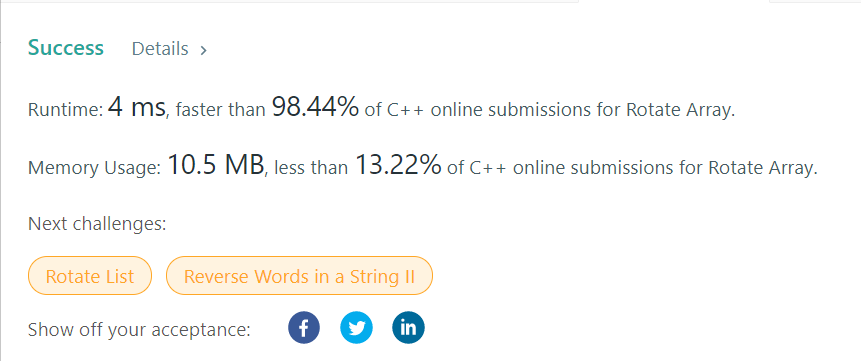 Success Details >
Runtime: 4 ms, faster than 98.44% of C++ online submissions for Rotate Array.
Memory Usage: 10.5 MB, less than 13.22% of C++ online submissions for Rotate Array.
Next challenges:
Rotate List Reverse Words in a String II
Show off your acceptance: f in